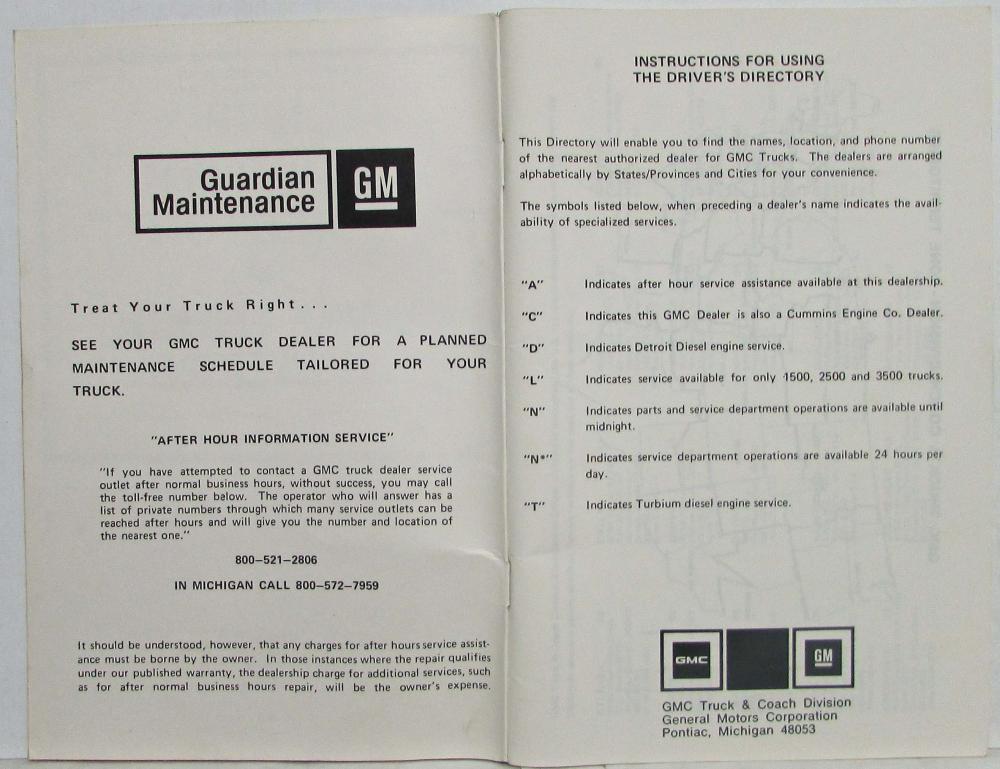 Guardian
Maintenance
GM
Treat Your Truck Right...
SEE YOUR GMC TRUCK DEALER FOR A PLANNED
MAINTENANCE SCHEDULE TAILORED FOR YOUR
TRUCK.
"AFTER HOUR INFORMATION SERVICE"
"If you have attempted to contact a GMC truck dealer service
outlet after normal business hours, without success, you may call
the toll-free number below. The operator who will answer has a
list of private numbers through which many service outlets can be
reached after hours and will give you the number and location of
the nearest one."
800–521–2806
IN MICHIGAN CALL 800–572–7959
It should be understood, however, that any charges for after hours service assist-
ance must be borne by the owner. In those instances where the repair qualifies
under our published warranty, the dealership charge for additional services, such
as for after normal business hours repair, will be the owner's expense.
INSTRUCTIONS FOR USING
THE DRIVER'S DIRECTORY
This Directory will enable you to find the names, location, and phone number
of the nearest authorized dealer for GMC Trucks. The dealers are arranged
alphabetically by States/Provinces and Cities for your convenience.
The symbols listed below, when preceding a dealer's name indicates the avail-
ability of specialized services.
"A" Indicates after hour service assistance available at this dealership.
"C" Indicates this GMC Dealer is also a Cummins Engine Co. Dealer.
"D" Indicates Detroit Diesel engine service.
"L" Indicates service available for only 1500, 2500 and 3500 trucks.
"N" Indicates parts and service department operations are available until
midnight.
"N*" Indicates service department operations are available 24 hours per
day.
"T" Indicates Turbium diesel engine service.
GMC
GM
GMC Truck & Coach Division
General Motors Corporation
Pontiac, Michigan 48053